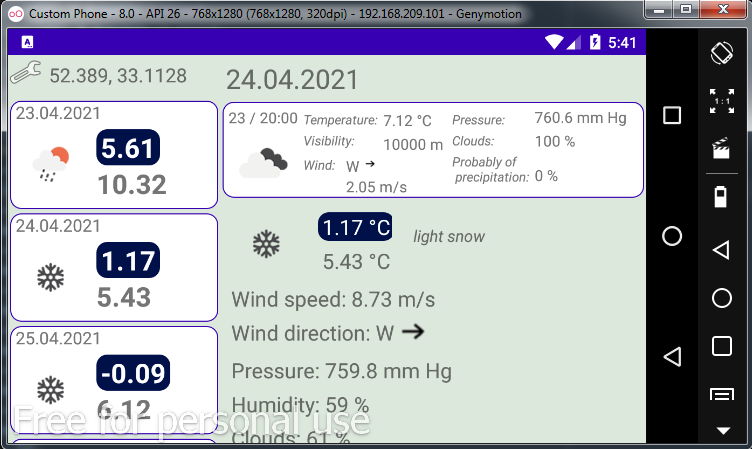 Custom Phone - 8.0 - API 26 - 768x1280 (768x1280, 320dpi) - 192.168.209.101 - Genymotion
A
5:41
52.389, 33.1128
24.04.2021
23.04.2021
5.61
10.32
24.04.2021
1.17
5.43
25.04.2021
-0.09
6.12
23 / 20:00
Temperature: 7.12 °C
Visibility: 10000 m
Wind: W
2.05 m/s
Pressure: 760.6 mm Hg
Clouds: 100 %
Probably of
precipitation: 0 %
1.17 °C
light snow
5.43 °C
Wind speed: 8.73 m/s
Wind direction: W
Pressure: 759.8 mm Hg
Humidity: 59 %
Clouds: 61 %
Free for personal use
1:1